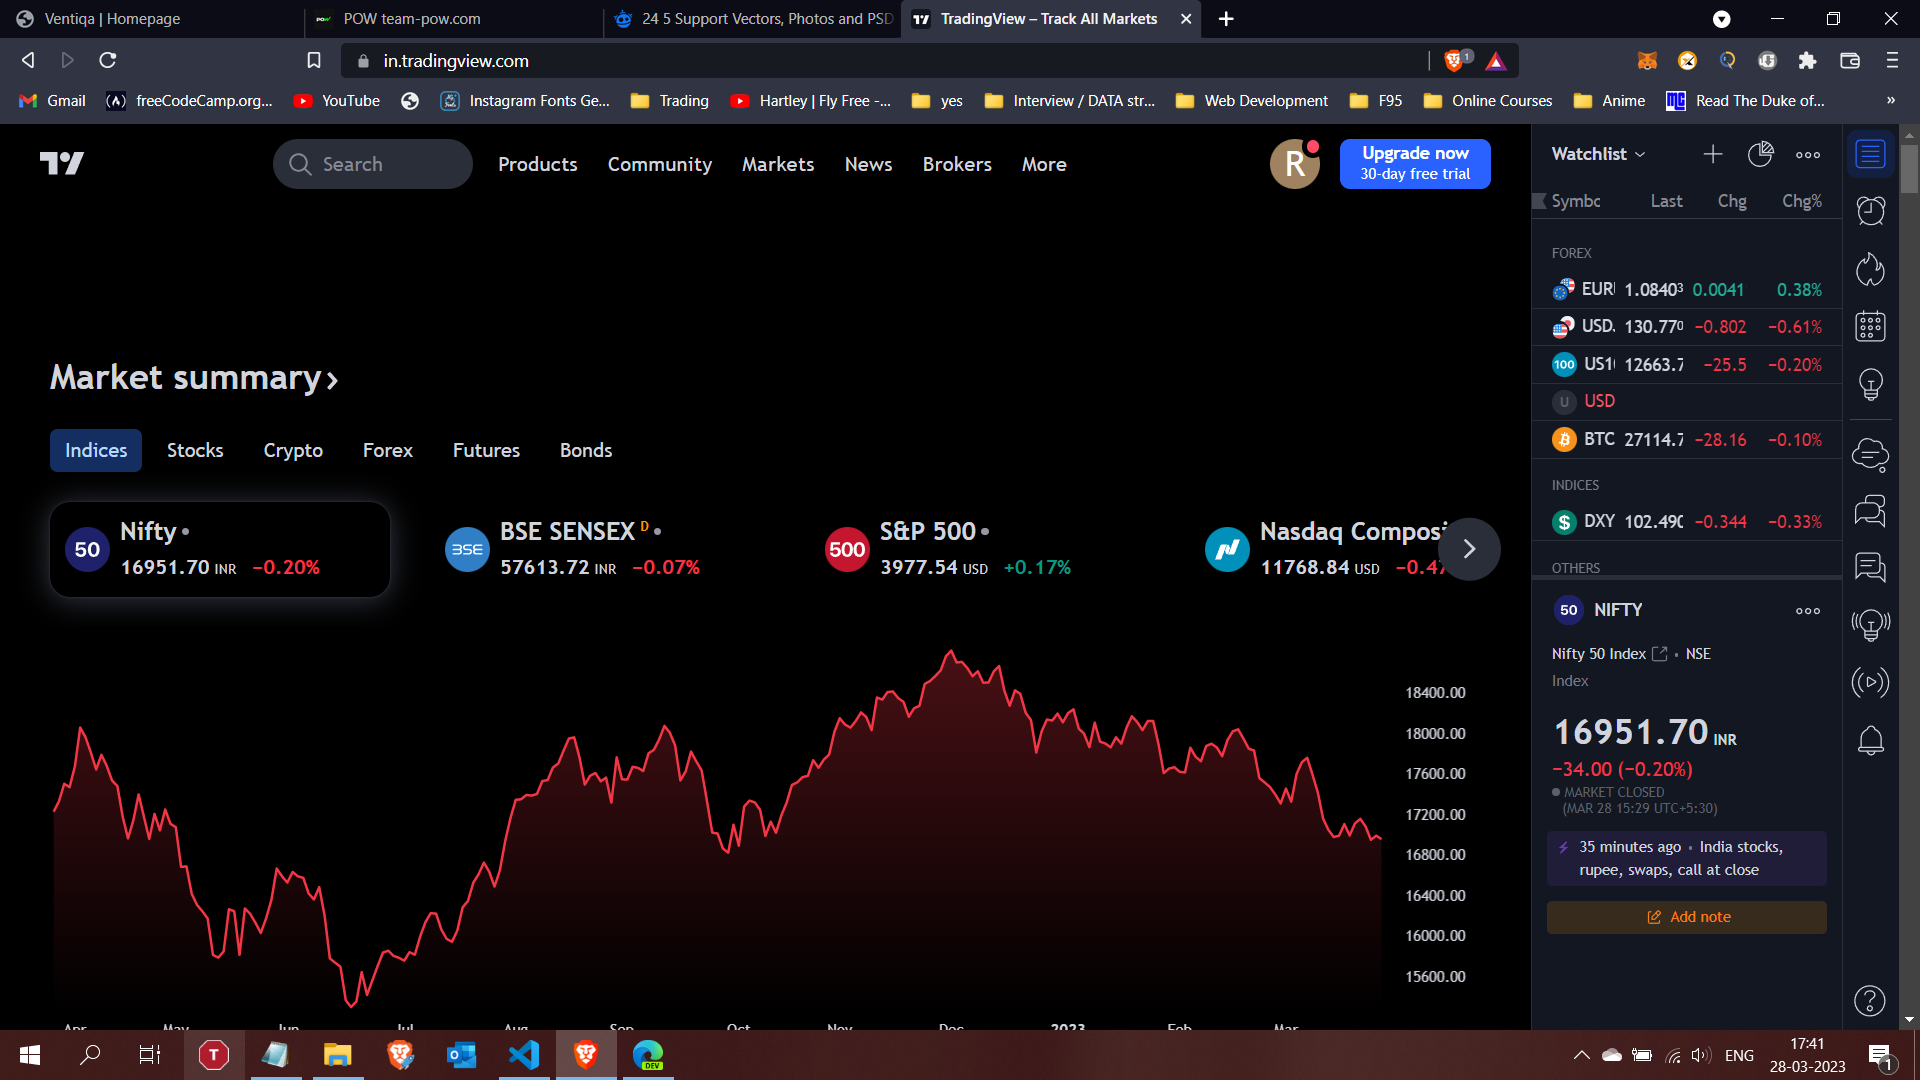 Ventiqa | Homepage
POW team-pow.com
24 5 Support Vectors, Photos and PSD
TradingView – Track All Markets
in.tradingview.com
1
Gmail
freeCodeCamp.org...
YouTube
Instagram Fonts Ge...
Trading
Hartley | Fly Free -...
yes
Interview / DATA str...
Web Development
F95
Online Courses
Anime
Read The Duke of...
»
Search
Products
Community
Markets
News
Brokers
More
R
Upgrade now
30-day free trial
Market summary
Indices
Stocks
Crypto
Forex
Futures
Bonds
50
Nifty
16951.70 INR −0.20%
BSE
BSE SENSEX D
57613.72 INR −0.07%
500
S&P 500
3977.54 USD +0.17%
Nasdaq Composi
11768.84 USD −0.47
18400.00
18000.00
17600.00
17200.00
16800.00
16400.00
16000.00
15600.00
Apr May Jun Jul Aug Sep Oct Nov Dec 2023 Feb Mar
Watchlist
Symbc Last Chg Chg%
FOREX
EUR 1.08403 0.0041 0.38%
USDJ 130.770 −0.802 −0.61%
100 US1 12663.7 −25.5 −0.20%
U USD
BTC 27114.7 −28.16 −0.10%
INDICES
DXY 102.490 −0.344 −0.33%
OTHERS
50 NIFTY
Nifty 50 Index • NSE
Index
16951.70 INR
−34.00 (−0.20%)
MARKET CLOSED
(MAR 28 15:29 UTC+5:30)
35 minutes ago • India stocks,
rupee, swaps, call at close
Add note
T
DEV
ENG
17:41
28-03-2023
1